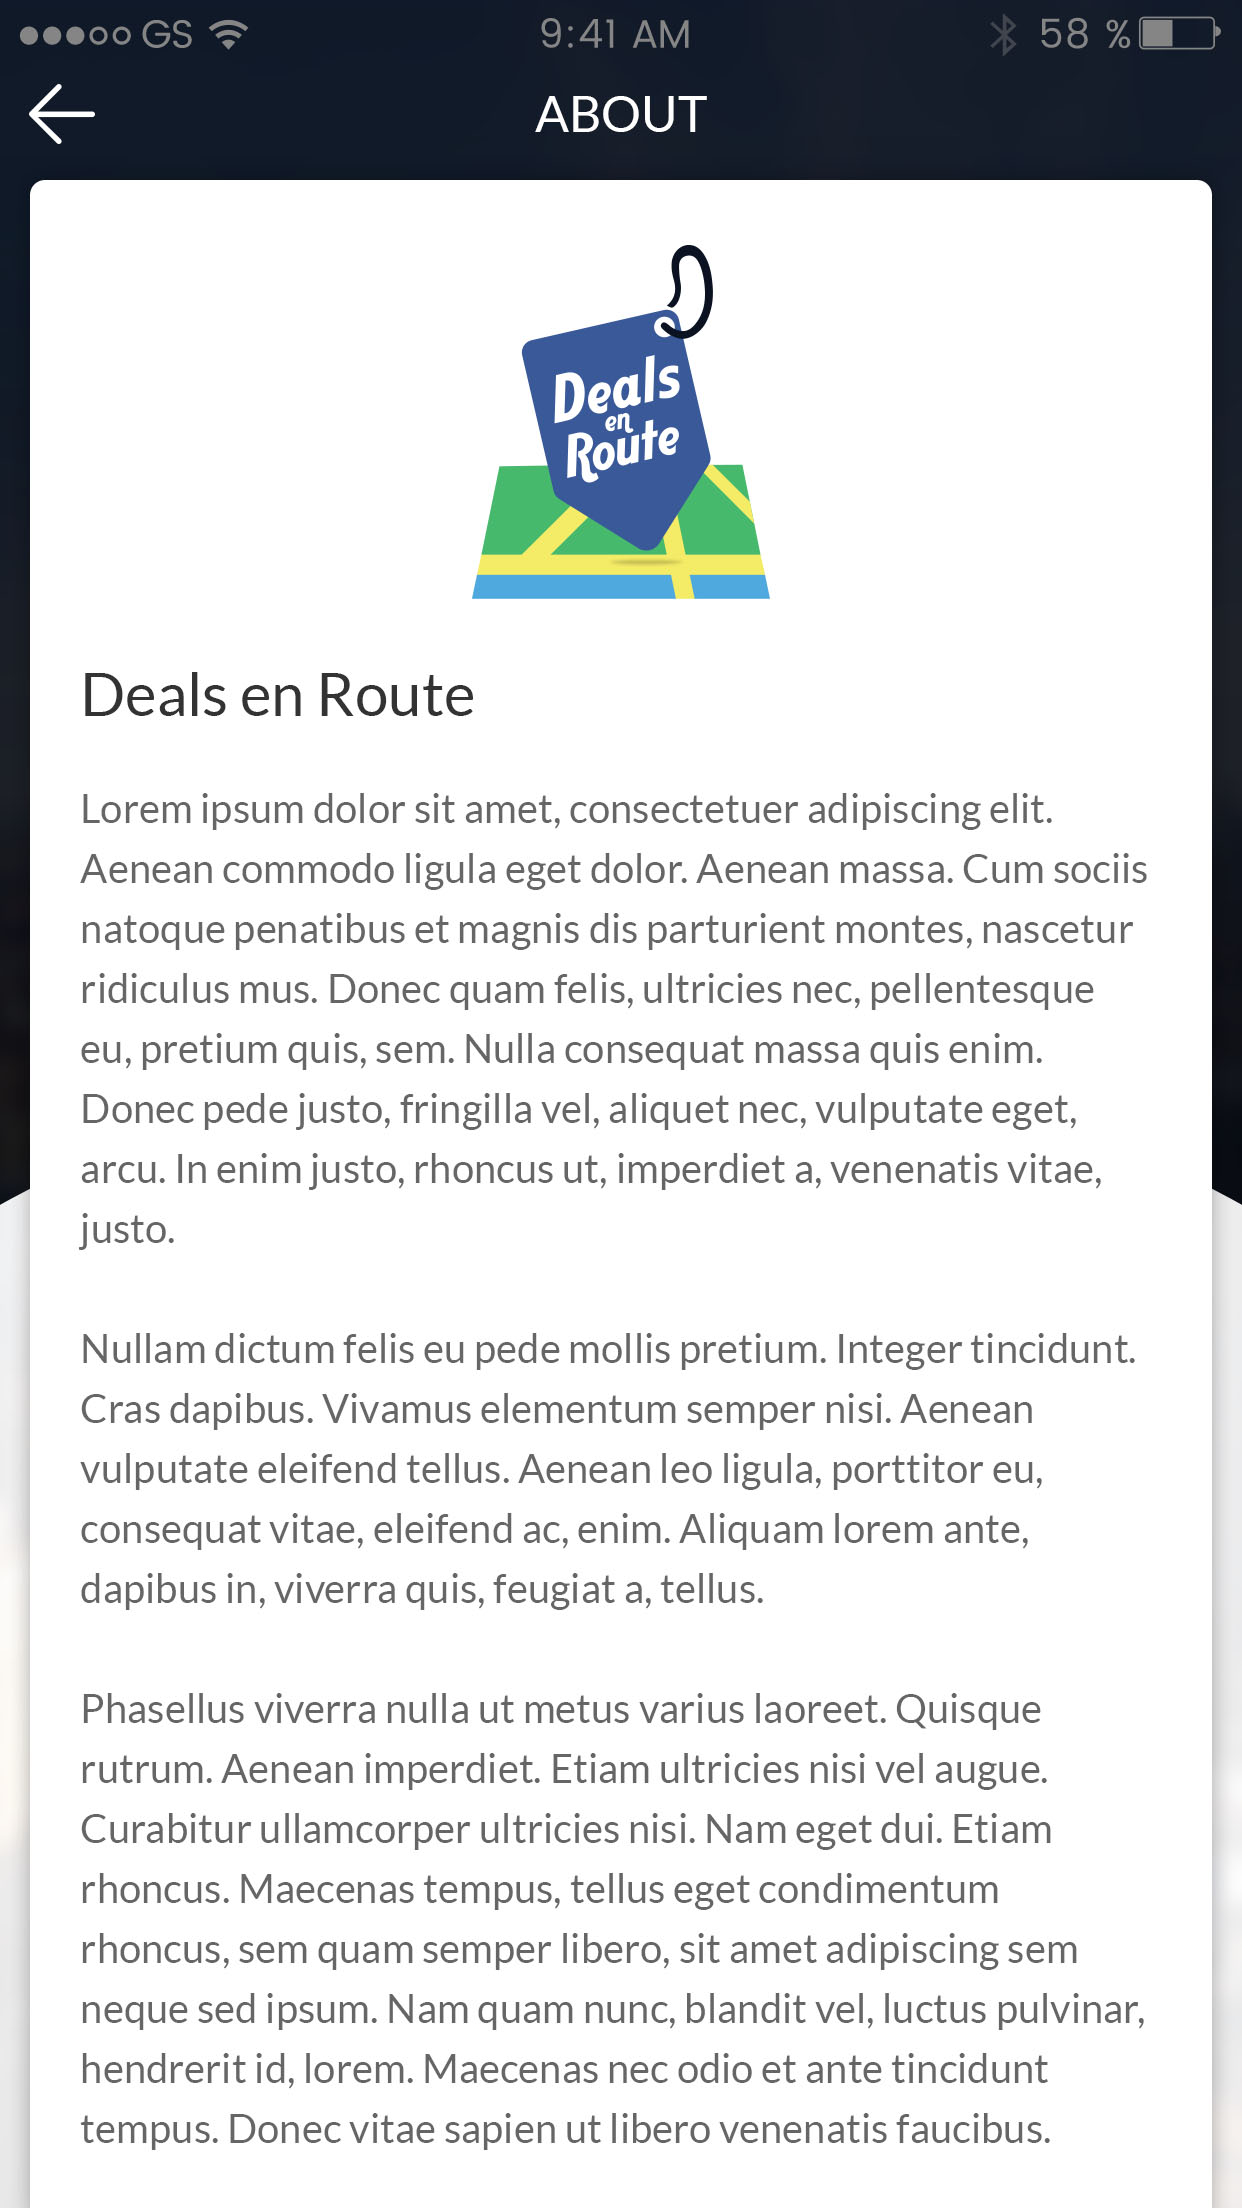 GS 9:41 AM 58 %
ABOUT
Deals
en
Route
Deals en Route
Lorem ipsum dolor sit amet, consectetuer adipiscing elit.
Aenean commodo ligula eget dolor. Aenean massa. Cum sociis
natoque penatibus et magnis dis parturient montes, nascetur
ridiculus mus. Donec quam felis, ultricies nec, pellentesque
eu, pretium quis, sem. Nulla consequat massa quis enim.
Donec pede justo, fringilla vel, aliquet nec, vulputate eget,
arcu. In enim justo, rhoncus ut, imperdiet a, venenatis vitae,
justo.
Nullam dictum felis eu pede mollis pretium. Integer tincidunt.
Cras dapibus. Vivamus elementum semper nisi. Aenean
vulputate eleifend tellus. Aenean leo ligula, porttitor eu,
consequat vitae, eleifend ac, enim. Aliquam lorem ante,
dapibus in, viverra quis, feugiat a, tellus.
Phasellus viverra nulla ut metus varius laoreet. Quisque
rutrum. Aenean imperdiet. Etiam ultricies nisi vel augue.
Curabitur ullamcorper ultricies nisi. Nam eget dui. Etiam
rhoncus. Maecenas tempus, tellus eget condimentum
rhoncus, sem quam semper libero, sit amet adipiscing sem
neque sed ipsum. Nam quam nunc, blandit vel, luctus pulvinar,
hendrerit id, lorem. Maecenas nec odio et ante tincidunt
tempus. Donec vitae sapien ut libero venenatis faucibus.